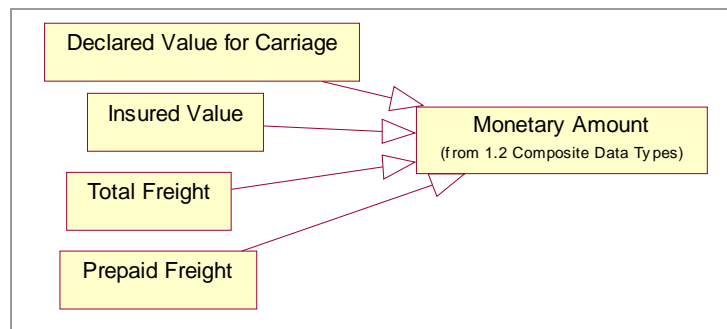 Declared Value for Carriage
Insured Value
Monetary Amount
(from 1.2 Composite Data Types)
Total Freight
Prepaid Freight